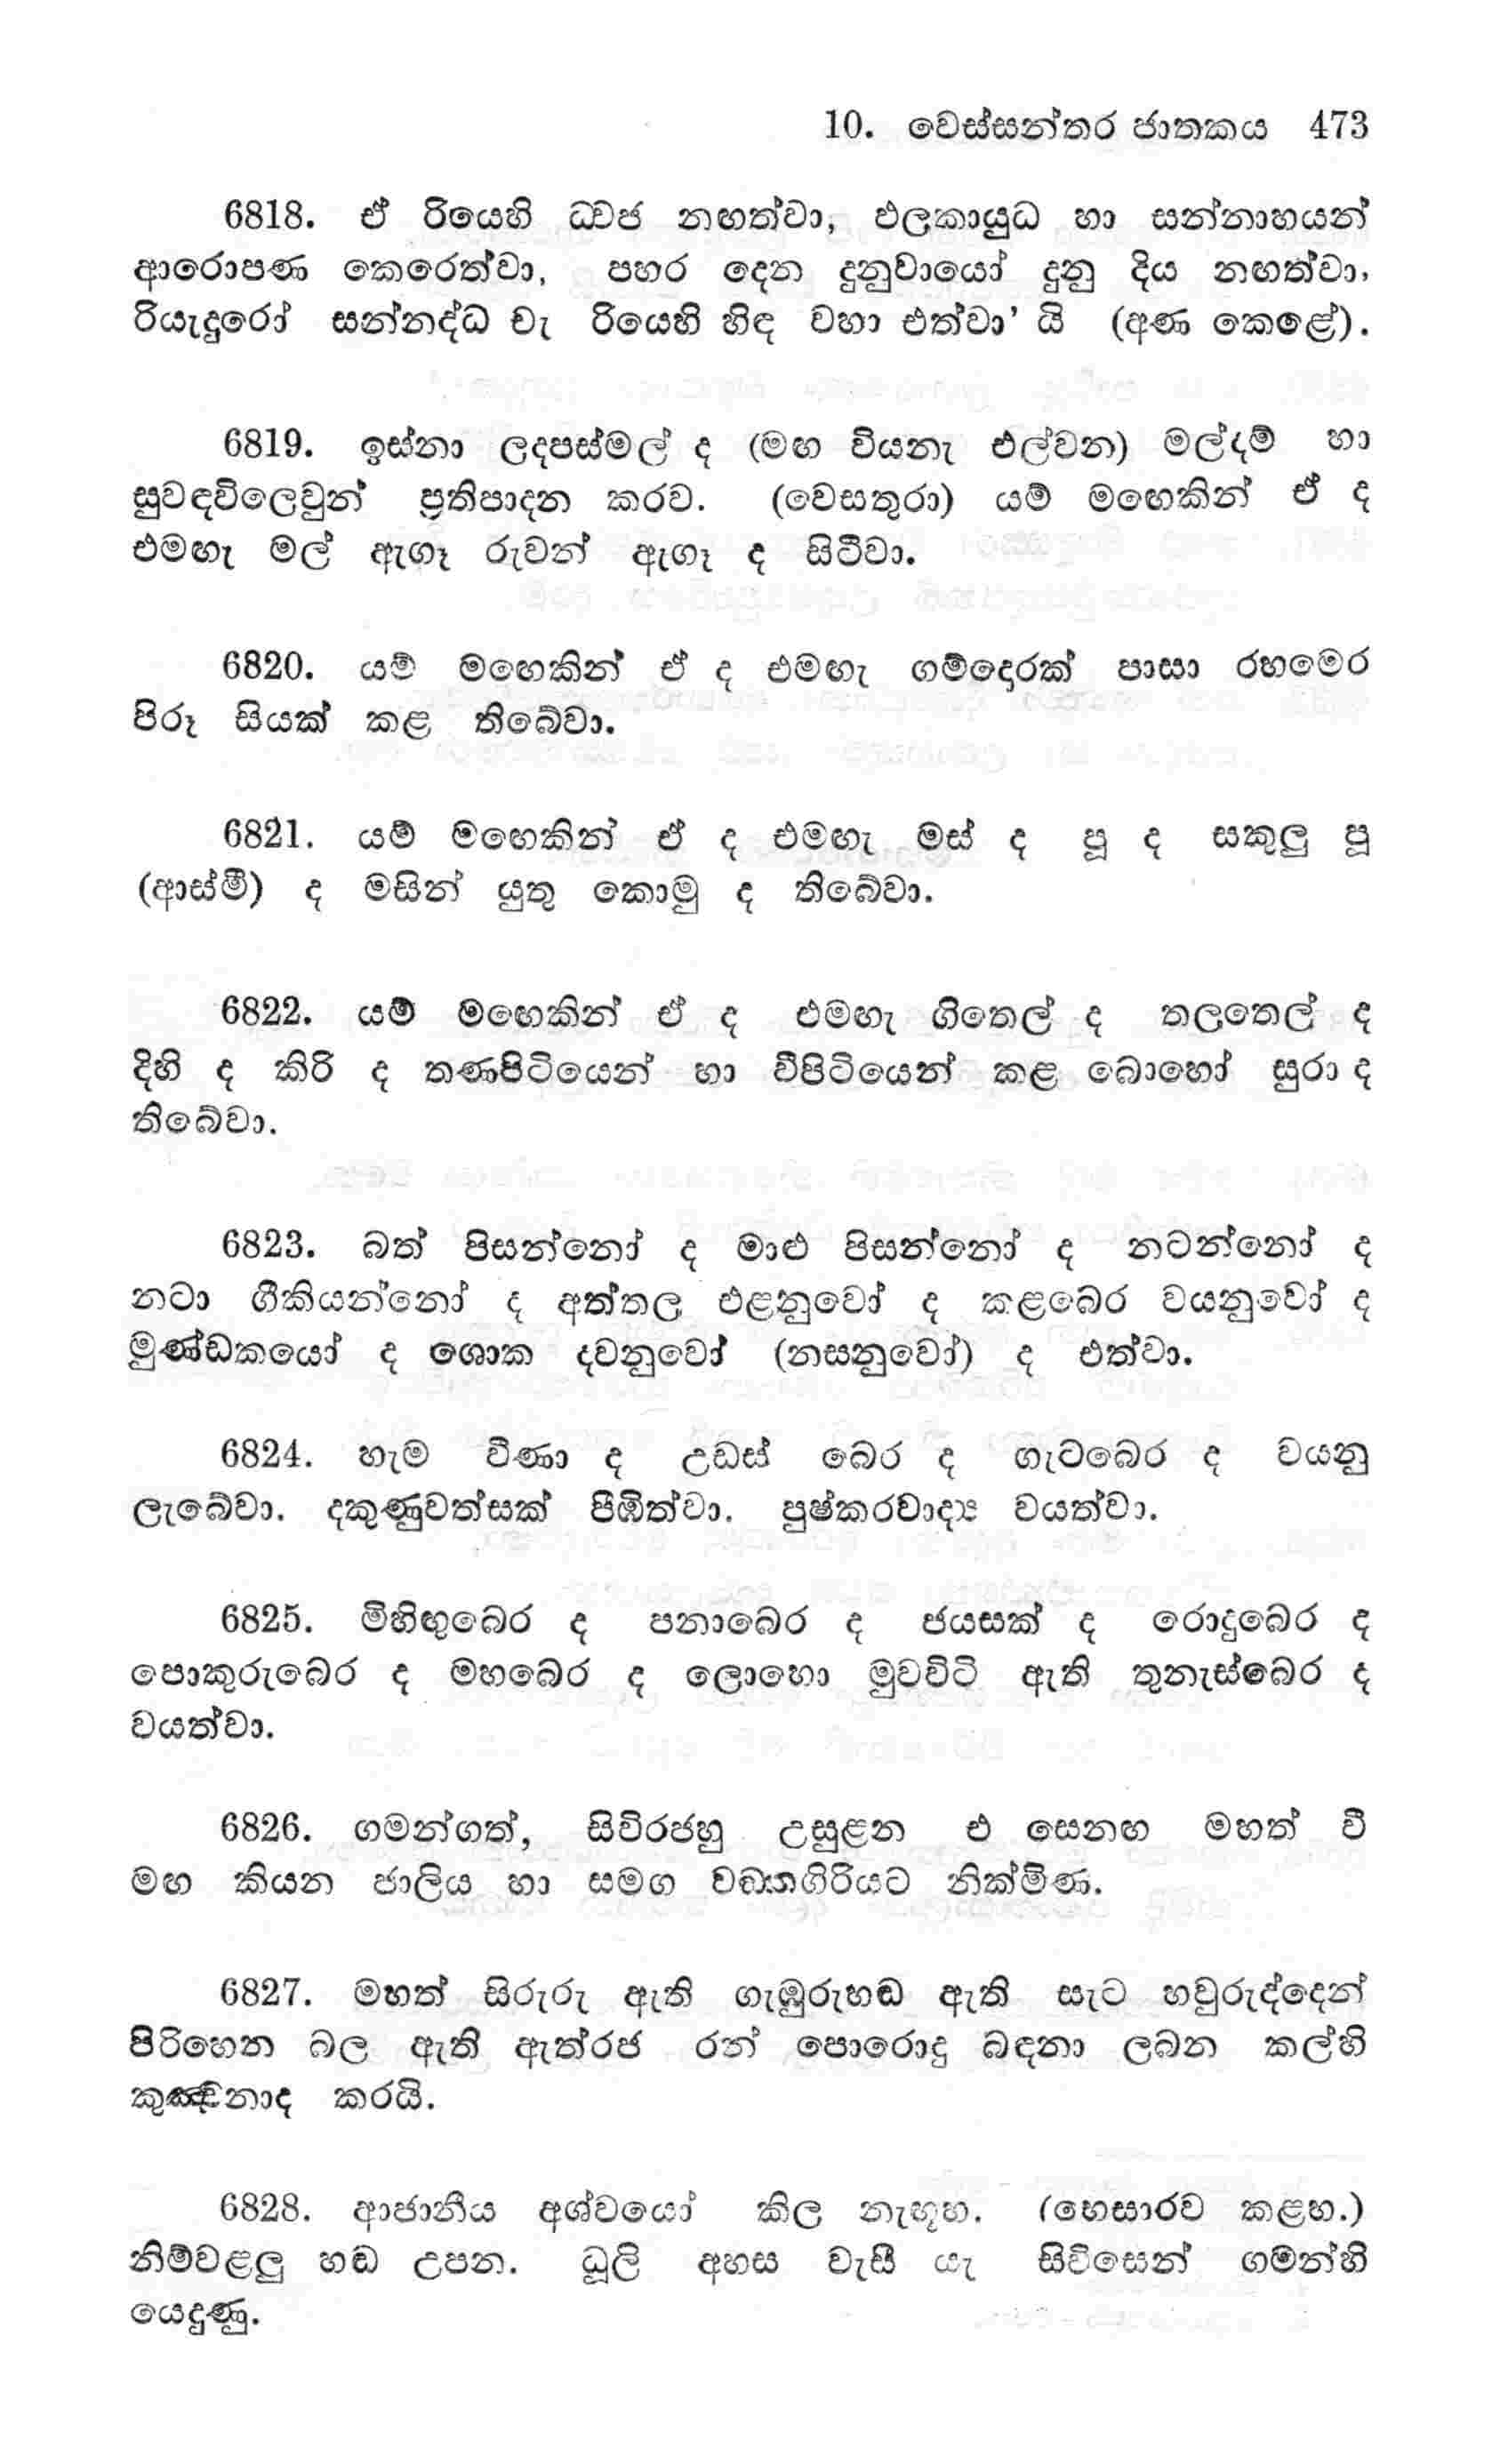 10. වෙස්සන්තර ජාතකය 473
6818. ඒ රියෙහි ධ්වජ නඟත්වා, ඵලකායුධ හා සන්නාහයන්
ආරොපණ කෙරෙත්වා, පහර දෙන දුනුවායෝ දුනු දිය නඟත්වා,
රියැදුරෝ සන්නද්ධ වැ රියෙහි හිඳ වහා එත්වා’ යි (අණ කෙළේ).
6819. ඉස්නා ලදපස්මල් ද (මඟ වියනැ එල්වන) මල්දම් හා
සුවඳවිලෙවුන් ප්‍රතිපාදන කරව. (වෙසතුරා) යම් මඟෙකින් ඒ ද
එමඟැ මල් ඇගෑ රුවන් ඇගෑ ද සිටීවා.
6820. යම් මඟෙකින් ඒ ද එමඟැ ගම්දොරක් පාසා රහමෙර
පිරූ සියක් කළ තිබේවා.
6821. යම් මඟෙකින් ඒ ද එමඟැ මස් ද පූ ද සකුලු පූ
(ආස්මී) ද මසින් යුතු කොමු ද තිබේවා.
6822. යම් මඟෙකින් ඒ ද එමඟැ ගිතෙල් ද තලතෙල් ද
දිහි ද කිරි ද තණපිටියෙන් හා වීපිටියෙන් කළ බොහෝ සුරා ද
තිබේවා.
6823. බත් පිසන්නෝ ද මාළු පිසන්නෝ ද නටන්නෝ ද
නටා ගීකියන්නෝ ද අත්තල එළනුවෝ ද කළබෙර වයනුවෝ ද
මුණ්ඩකයෝ ද ශොක දවනුවෝ (නසනුවෝ) ද එත්වා.
6824. හැම වීණා ද උඩස් බෙර ද ගැටබෙර ද වයනු
ලැබේවා. දකුණුවත්සක් පිඹිත්වා. පුෂ්කරවාද්‍ය වයත්වා.
6825. මිහිඟුබෙර ද පනාබෙර ද ජයසක් ද රොදුබෙර ද
පොකුරුබෙර ද මහබෙර ද ලොහො මුවවිටි ඇති තුනැස්බෙර ද
වයත්වා.
6826. ගමන්ගත්, සිවිරජහු උසුළන එ සෙනඟ මහත් වී
මඟ කියන ජාලිය හා සමග වඞ්කගිරියට නික්මිණ.
6827. මහත් සිරුරු ඇති ගැඹුරුහඬ ඇති සැට හවුරුද්දෙන්
පිරිහෙන බල ඇති ඇත්රජ රන් පොරොදු බඳනා ලබන කල්හි
කුඤ්චනාද කරයි.
6828. ආජානීය අශ්වයෝ කිල නැඟූහ. (හෙසාරව කළහ.)
නිම්වළලු හඬ උපන. ධූලි අහස වැසී යැ සිවිසෙන් ගමන්හි
යෙදුණු.